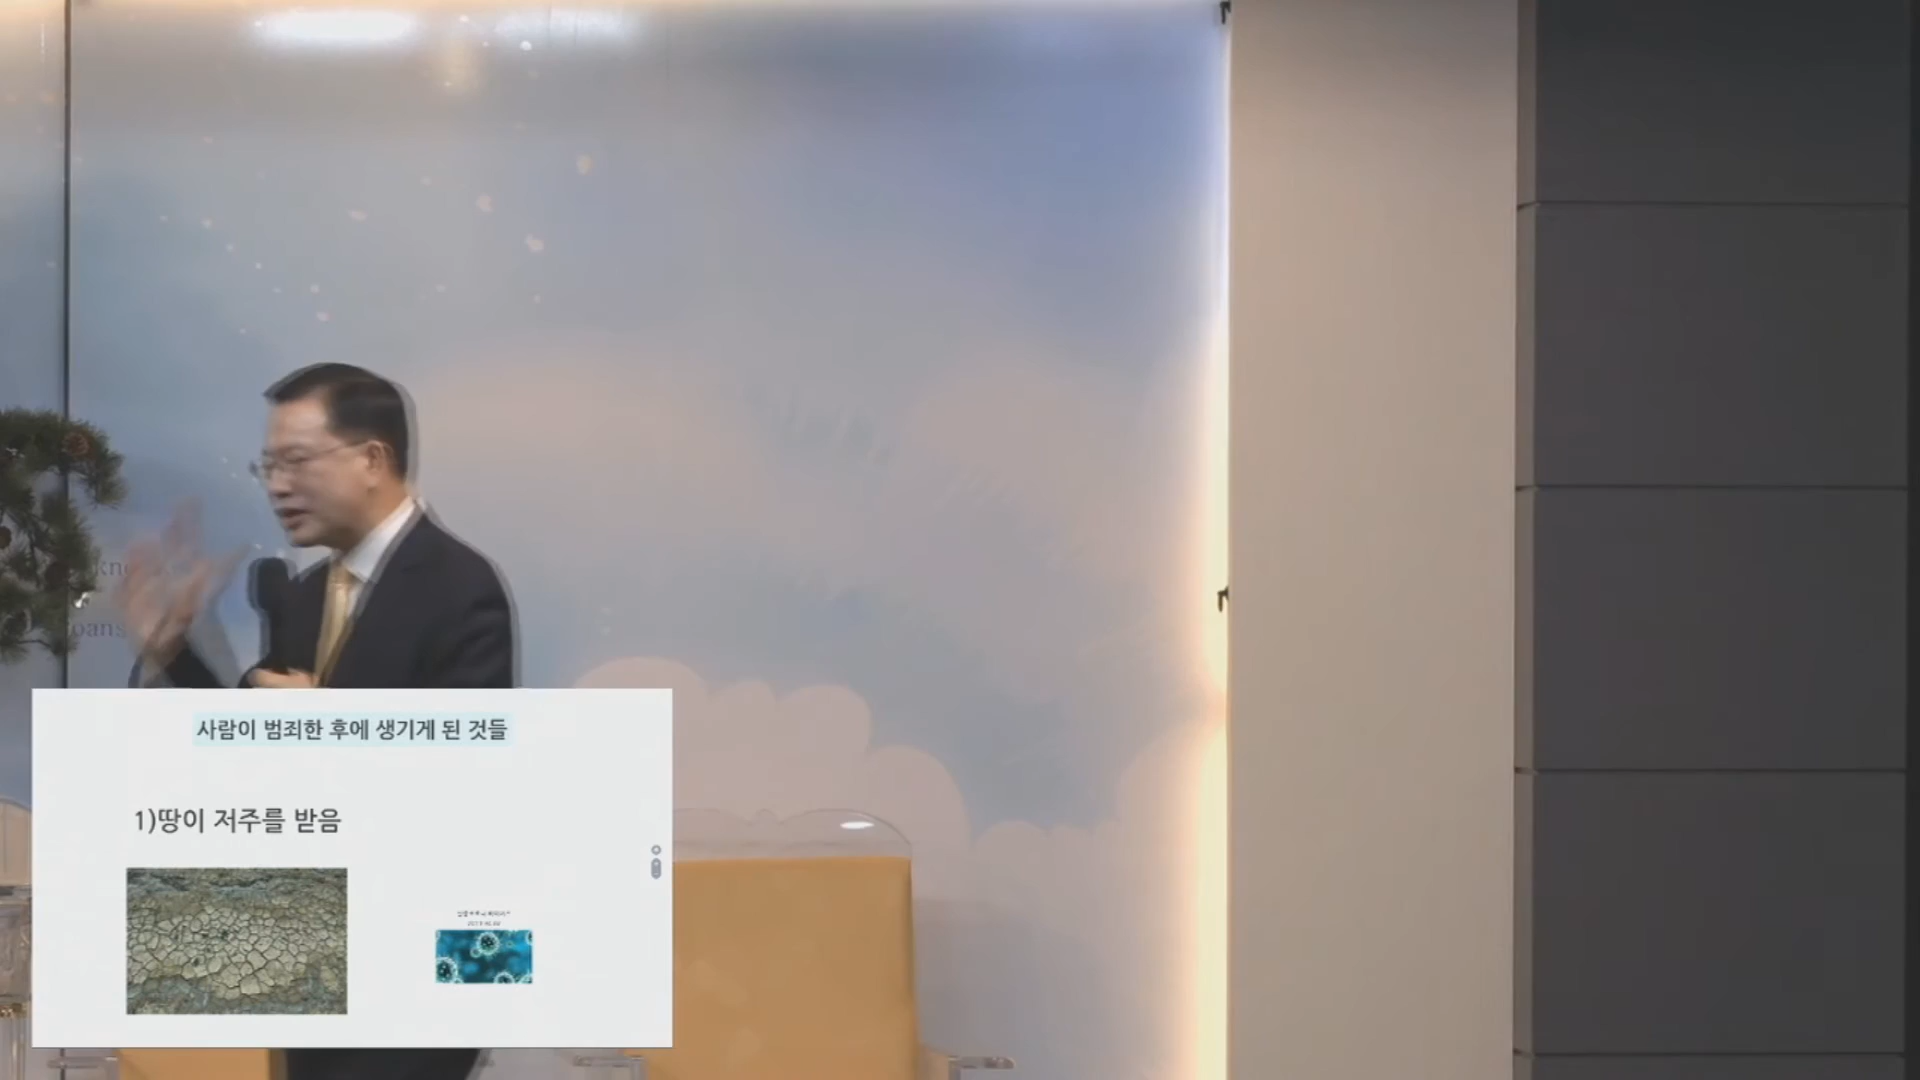 사람이 범죄한 후에 생기게 된 것들
1)땅이 저주를 받음